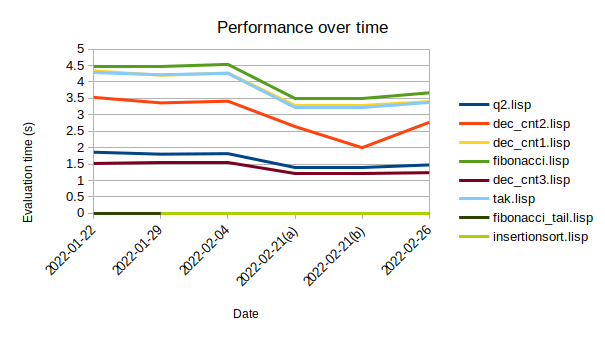 Performance over time
Evaluation time (s)
5
4.5
4
3.5
3
2.5
2
1.5
1
0.5
0
2022-01-22
2022-01-29
2022-02-04
2022-02-21(a)
2022-02-21(b)
2022-02-26
Date
q2.lisp
dec_cnt2.lisp
dec_cnt1.lisp
fibonacci.lisp
dec_cnt3.lisp
tak.lisp
fibonacci_tail.lisp
insertionsort.lisp